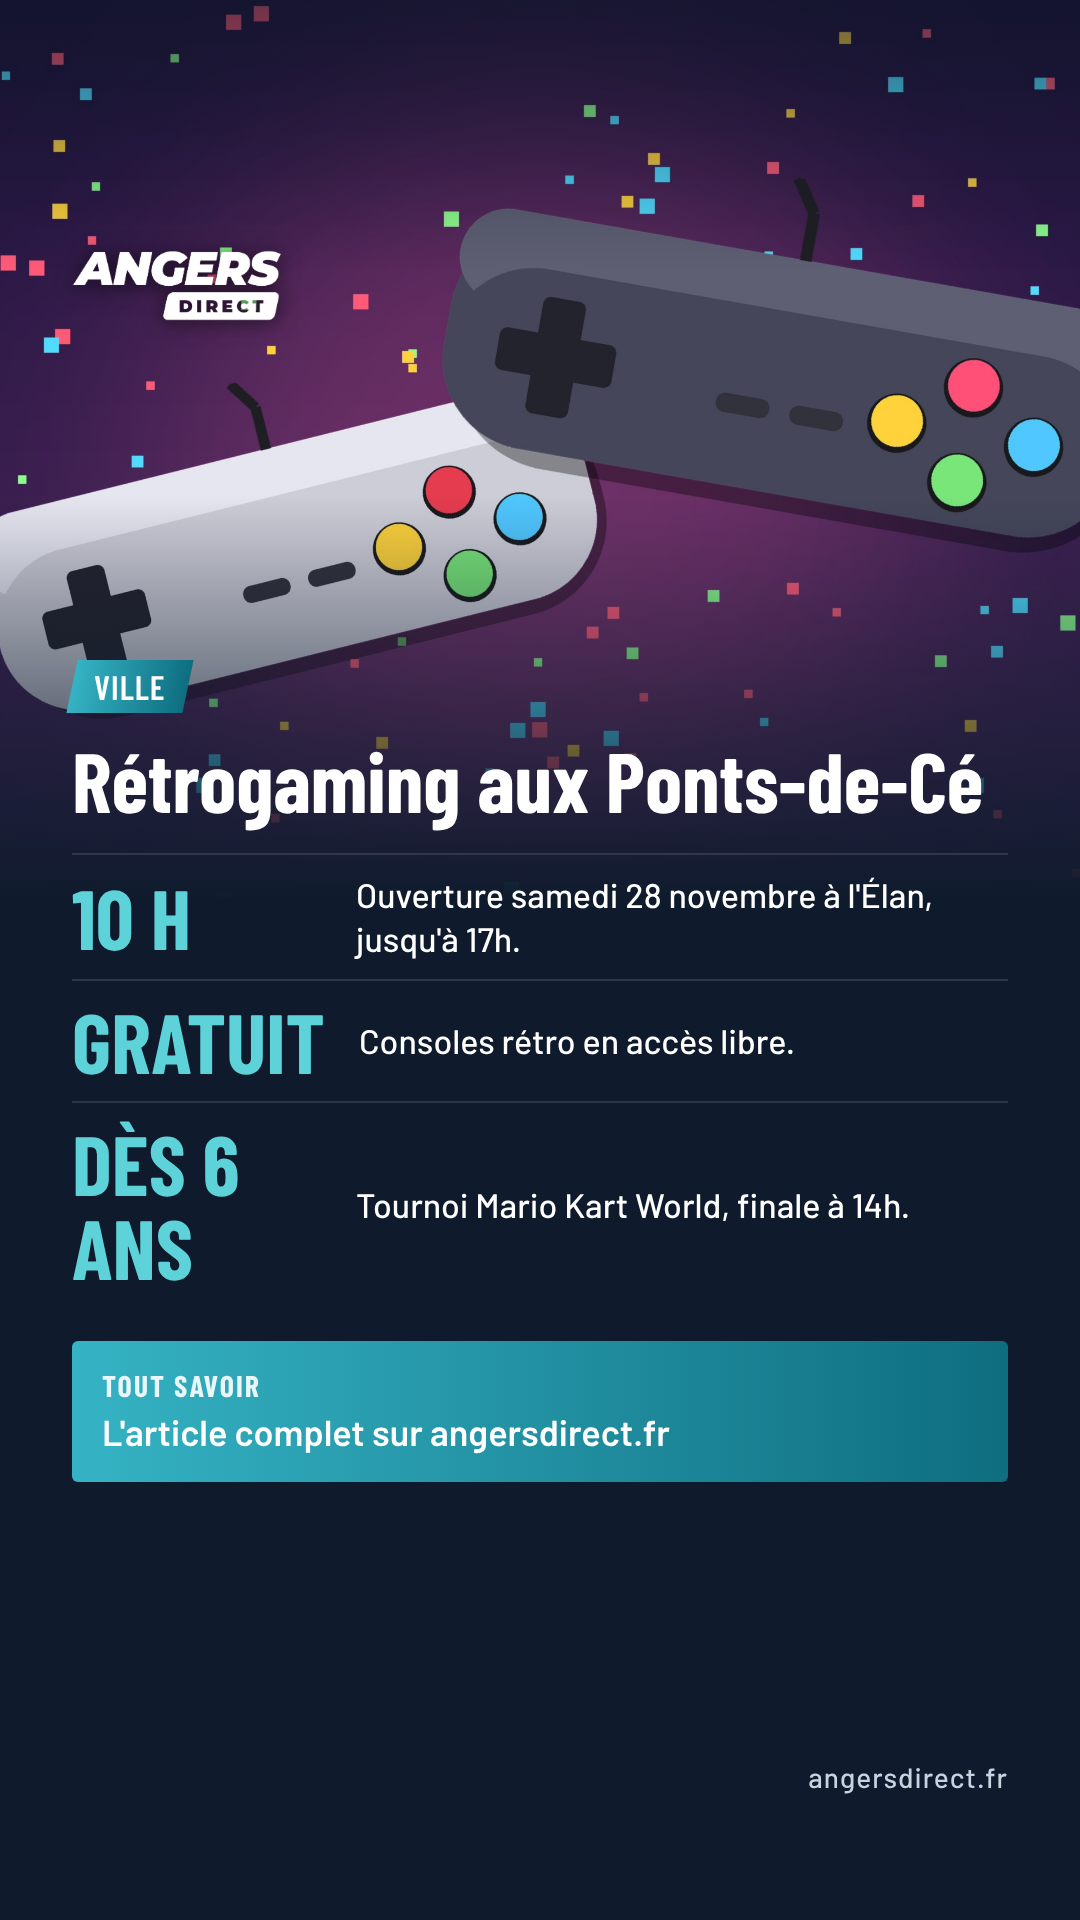 ANGERS
DIRECT
VILLE
Rétrogaming aux Ponts-de-Cé
10 H
Ouverture samedi 28 novembre à l'Élan,
jusqu'à 17h.
GRATUIT
Consoles rétro en accès libre.
DÈS 6
ANS
Tournoi Mario Kart World, finale à 14h.
TOUT SAVOIR
L'article complet sur angersdirect.fr
angersdirect.fr